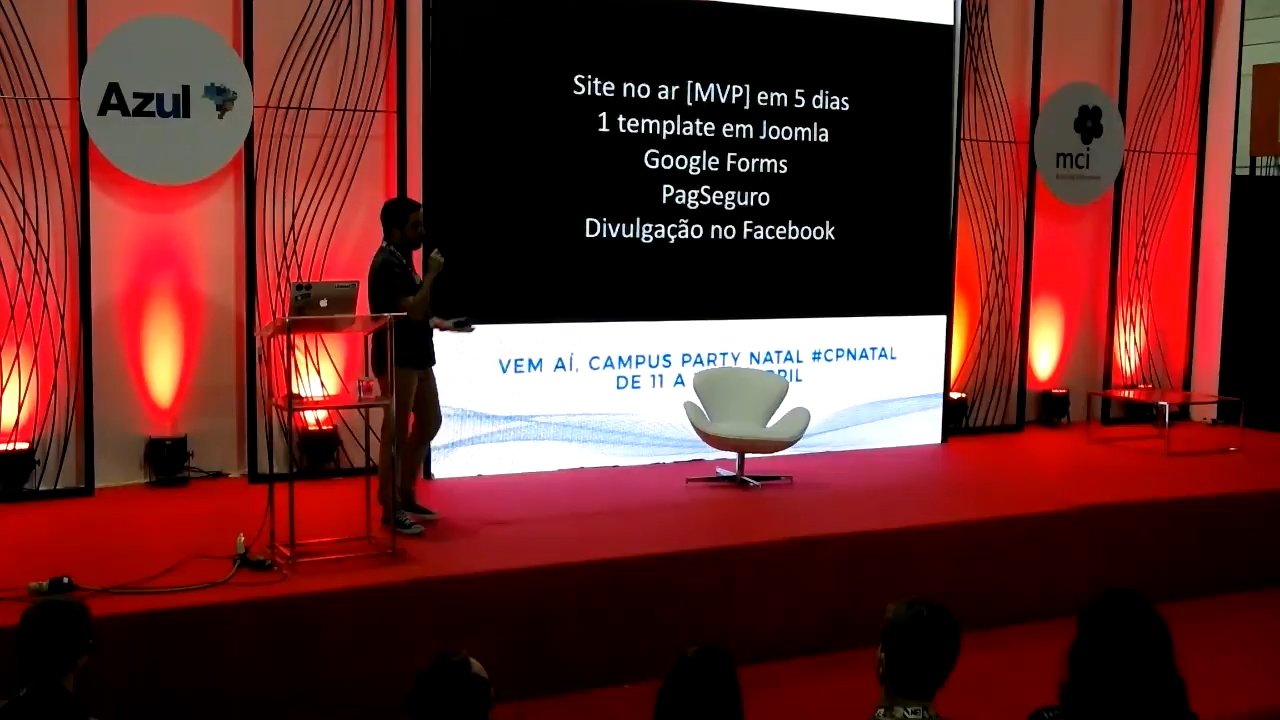 Azul
Site no ar [MVP] em 5 dias
1 template em Joomla
Google Forms
PagSeguro
Divulgação no Facebook
mci
VEM AÍ, CAMPUS PARTY NATAL #CPNATAL
DE 11 A